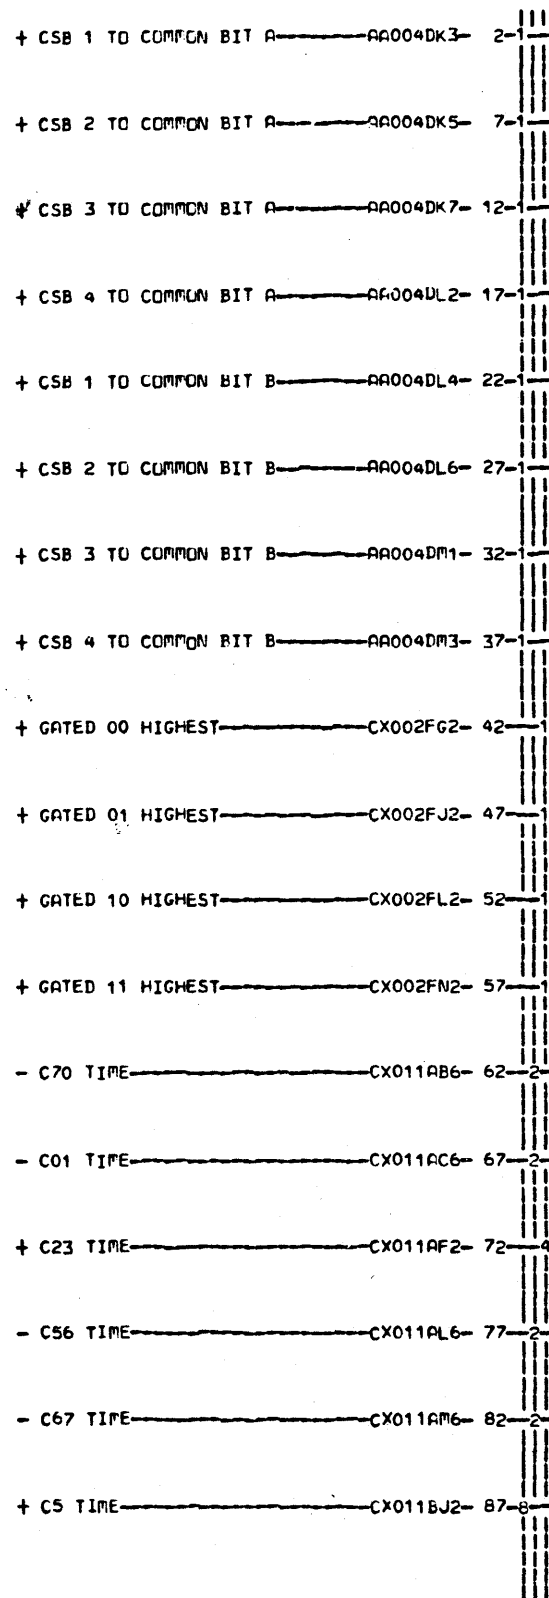 + CSB 1 TO COMMON BIT A AA004DK3- 2-1
+ CSB 2 TO COMMON BIT A AA004DK5- 7-1
+ CSB 3 TO COMMON BIT A AA004DK7- 12-1
+ CSB 4 TO COMMON BIT A AA004DL2- 17-1
+ CSB 1 TO COMMON BIT B AA004DL4- 22-1
+ CSB 2 TO COMMON BIT B AA004DL6- 27-1
+ CSB 3 TO COMMON BIT B AA004DM1- 32-1
+ CSB 4 TO COMMON BIT B AA004DM3- 37-1
+ GATED 00 HIGHEST CX002FG2- 42 1
+ GATED 01 HIGHEST CX002FJ2- 47 1
+ GATED 10 HIGHEST CX002FL2- 52 1
+ GATED 11 HIGHEST CX002FN2- 57 1
- C70 TIME CX011AB6- 62 2
- C01 TIME CX011AC6- 67 2
+ C23 TIME CX011AF2- 72 4
- C56 TIME CX011AL6- 77 2
- C67 TIME CX011AM6- 82 2
+ C5 TIME CX011BJ2- 87-8